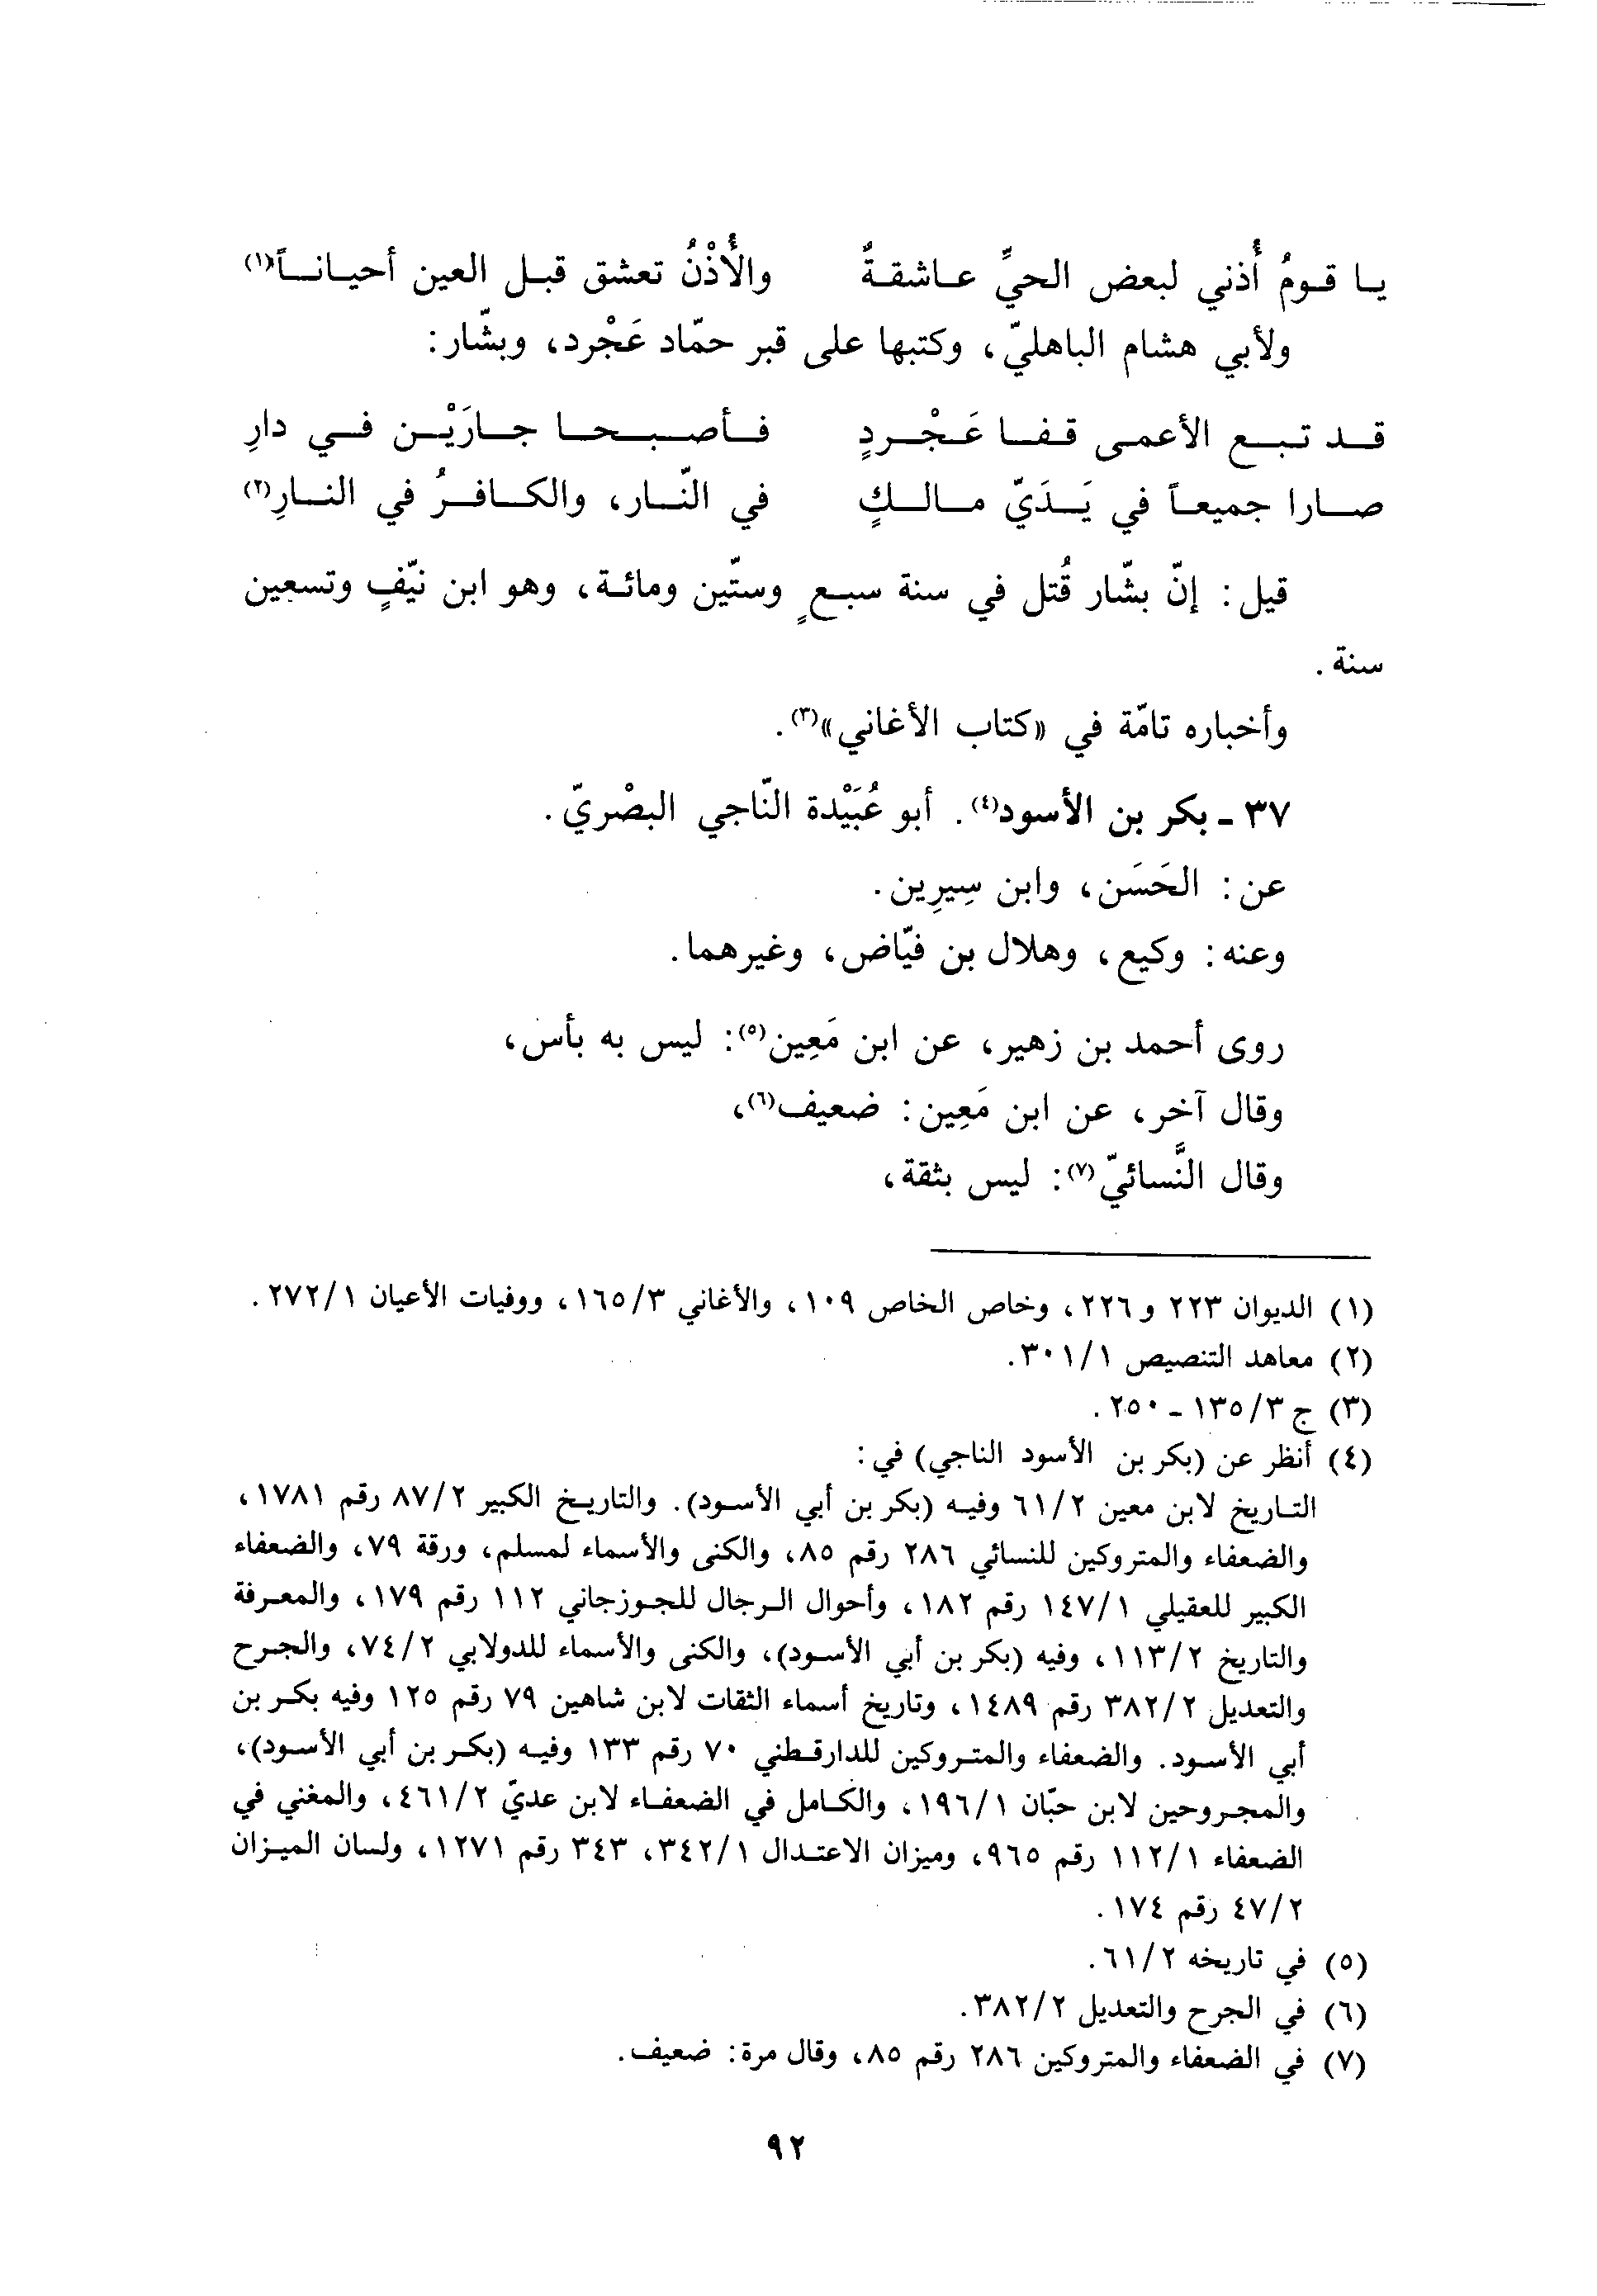 يا قومُ أُذني لبعض الحيِّ عاشقةٌ والأُذْنُ تعشق قبل العين أحياناً(١)
ولأبي هشام الباهليّ، وكتبها على قبر حمّاد عَجْرد، وبشّار:
قد تبع الأعمى قفا عَجْردٍ فأصبحا جارَيْن في دارِ
صارا جميعاً في يَدَيّ مالكٍ في النّار، والكافرُ في النارِ(٢)
قيل: إنّ بشّار قُتل في سنة سبعٍ وستّين ومائة، وهو ابن نيّفٍ وتسعين
سنة.
وأخباره تامّة في «كتاب الأغاني»(٣).
٣٧ - بكر بن الأسود(٤). أبو عُبَيْدة النّاجي البصْريّ.
عن: الحَسَن، وابن سِيرِين.
وعنه: وكيع، وهلال بن فيّاض، وغيرهما.
روى أحمد بن زهير، عن ابن مَعِين(٥): ليس به بأس،
وقال آخر، عن ابن مَعِين: ضعيف(٦)،
وقال النَّسائيّ(٧): ليس بثقة،
(١) الديوان ٢٢٣ و٢٢٦، وخاص الخاص ١٠٩، والأغاني ١٦٥/٣، ووفيات الأعيان ٢٧٢/١.
(٢) معاهد التنصيص ٣٠١/١.
(٣) ج ١٣٥/٣ - ٢٥٠.
(٤) أنظر عن (بكر بن الأسود الناجي) في:
التاريخ لابن معين ٦١/٢ وفيه (بكر بن أبي الأسود). والتاريخ الكبير ٨٧/٢ رقم ١٧٨١،
والضعفاء والمتروكين للنسائي ٢٨٦ رقم ٨٥، والكنى والأسماء لمسلم، ورقة ٧٩، والضعفاء
الكبير للعقيلي ١٤٧/١ رقم ١٨٢، وأحوال الرجال للجوزجاني ١١٢ رقم ١٧٩، والمعرفة
والتاريخ ١١٣/٢، وفيه (بكر بن أبي الأسود)، والكنى والأسماء للدولابي ٧٤/٢، والجرح
والتعديل ٣٨٢/٢ رقم ١٤٨٩، وتاريخ أسماء الثقات لابن شاهين ٧٩ رقم ١٢٥ وفيه بكر بن
أبي الأسود. والضعفاء والمتروكين للدارقطني ٧٠ رقم ١٣٣ وفيه (بكر بن أبي الأسود)،
والمجروحين لابن حبّان ١٩٦/١، والكامل في الضعفاء لابن عديّ ٤٦١/٢، والمغني في
الضعفاء ١١٢/١ رقم ٩٦٥، وميزان الاعتدال ٣٤٢/١، ٣٤٣ رقم ١٢٧١، ولسان الميزان
٤٧/٢ رقم ١٧٤.
(٥) في تاريخه ٦١/٢.
(٦) في الجرح والتعديل ٣٨٢/٢.
(٧) في الضعفاء والمتروكين ٢٨٦ رقم ٨٥، وقال مرة: ضعيف.
٩٢